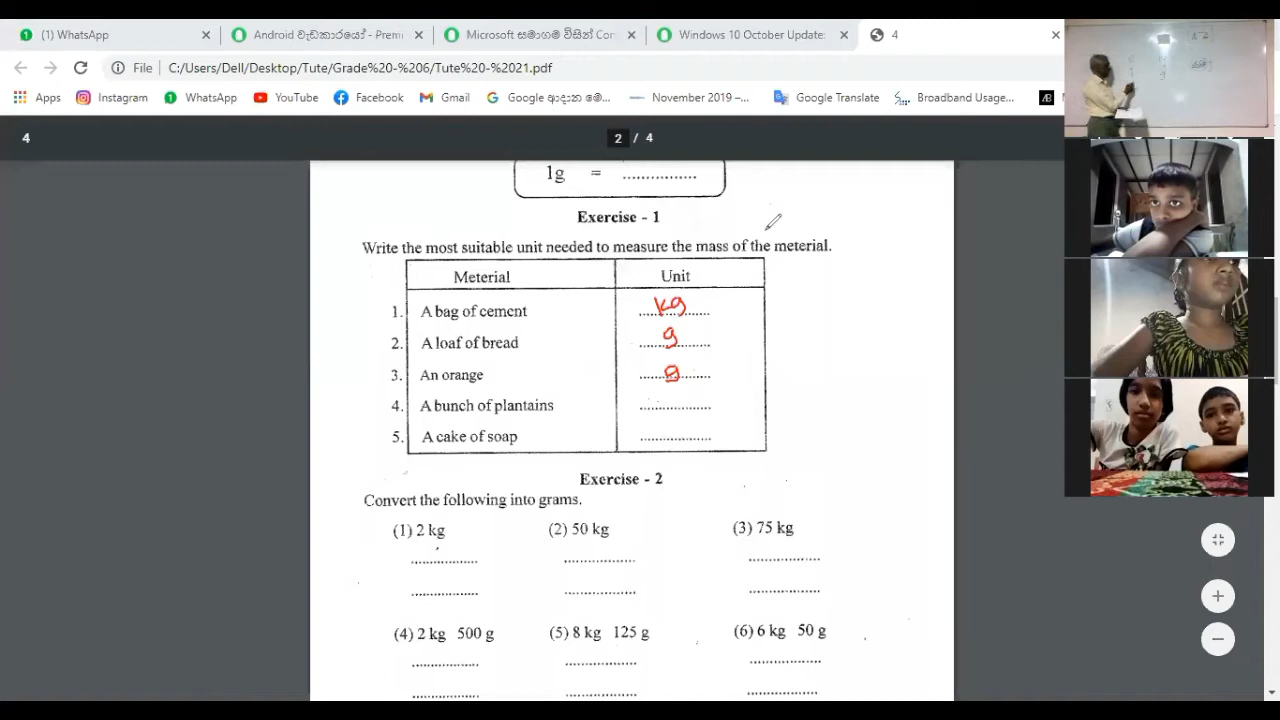 (1) WhatsApp
Android වැඩකාරයෝ - Premi
Microsoft සමාගම විසින් Con
Windows 10 October Update:
4
File C:/Users/Dell/Desktop/Tute/Grade%20-%206/Tute%20-%2021.pdf
Apps Instagram WhatsApp YouTube Facebook Gmail Google ආදාන මෙ... November 2019 –... Google Translate Broadband Usage...
4 2 / 4
1g = ................
Exercise - 1
Write the most suitable unit needed to measure the mass of the meterial.
Meterial Unit
1. A bag of cement kg
2. A loaf of bread g
3. An orange g
4. A bunch of plantains ................
5. A cake of soap ................
Exercise - 2
Convert the following into grams.
(1) 2 kg (2) 50 kg (3) 75 kg
(4) 2 kg 500 g (5) 8 kg 125 g (6) 6 kg 50 g